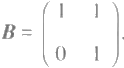 B = ( 1 1
0 1 ).